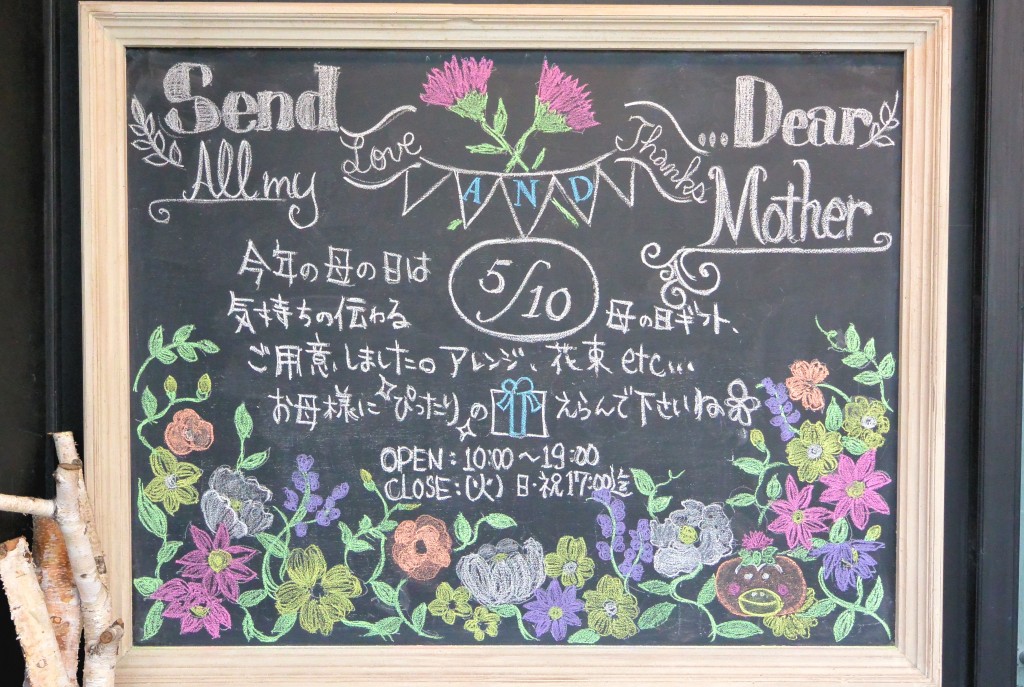 Send All my
Love AND Thanks
...Dear Mother
今年の母の日は 5/10
気持ちの伝わる 母の日ギフト、
ご用意しました。アレンジ、花束 etc...
お母様に ぴったりの えらんで下さいね
OPEN：10:00～19:00
CLOSE：(火) 日・祝17:00迄